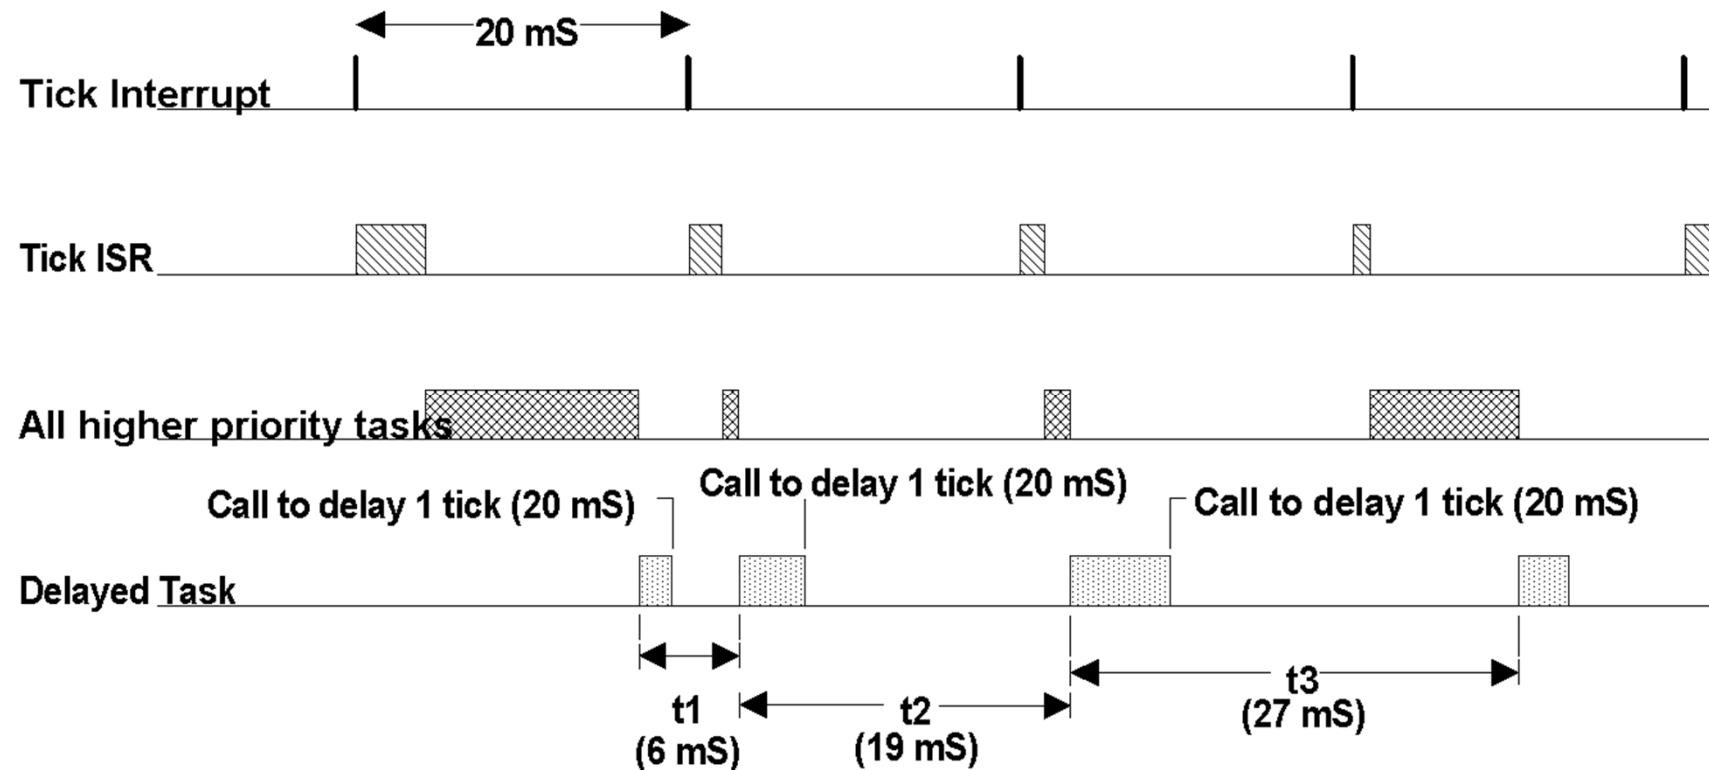 20 mS
Tick Interrupt
Tick ISR
All higher priority tasks
Call to delay 1 tick (20 mS)
Call to delay 1 tick (20 mS)
Call to delay 1 tick (20 mS)
Delayed Task
t1
(6 mS)
t2
(19 mS)
t3
(27 mS)